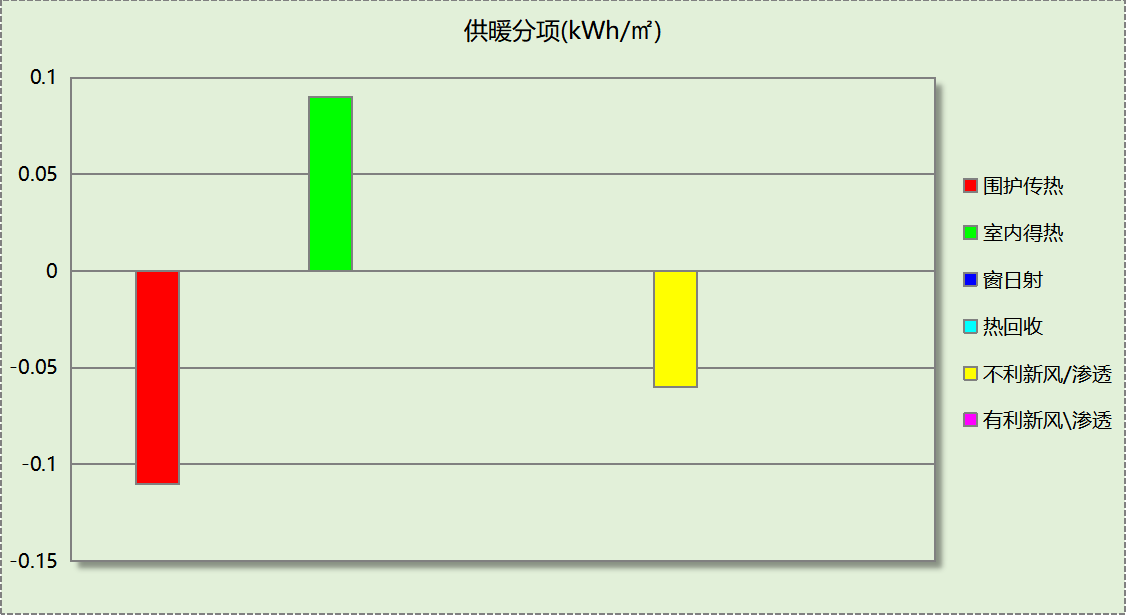 供暖分项(kWh/㎡)
0.1
0.05
0
-0.05
-0.1
-0.15
围护传热
室内得热
窗日射
热回收
不利新风/渗透
有利新风\渗透